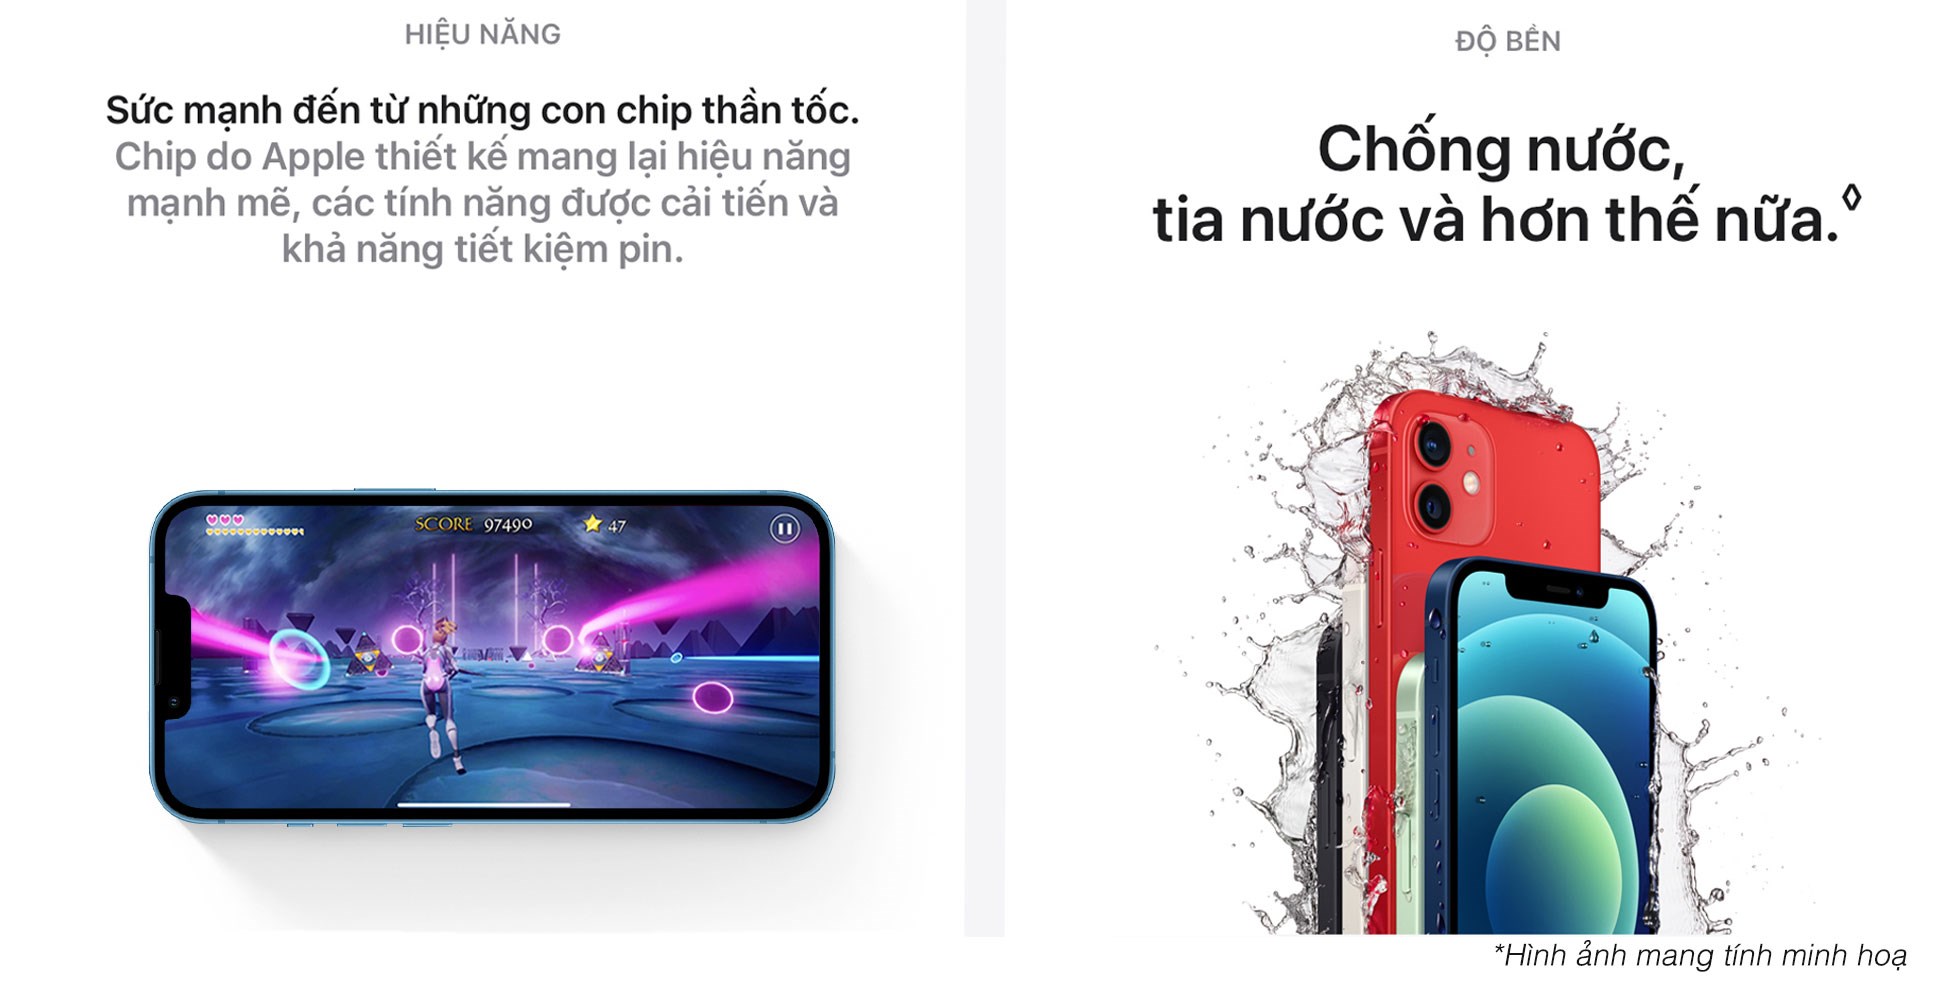 HIỆU NĂNG
Sức mạnh đến từ những con chip thần tốc.
Chip do Apple thiết kế mang lại hiệu năng
mạnh mẽ, các tính năng được cải tiến và
khả năng tiết kiệm pin.
SCORE 97490
47
ĐỘ BỀN
Chống nước,
tia nước và hơn thế nữa.◊
*Hình ảnh mang tính minh hoạ